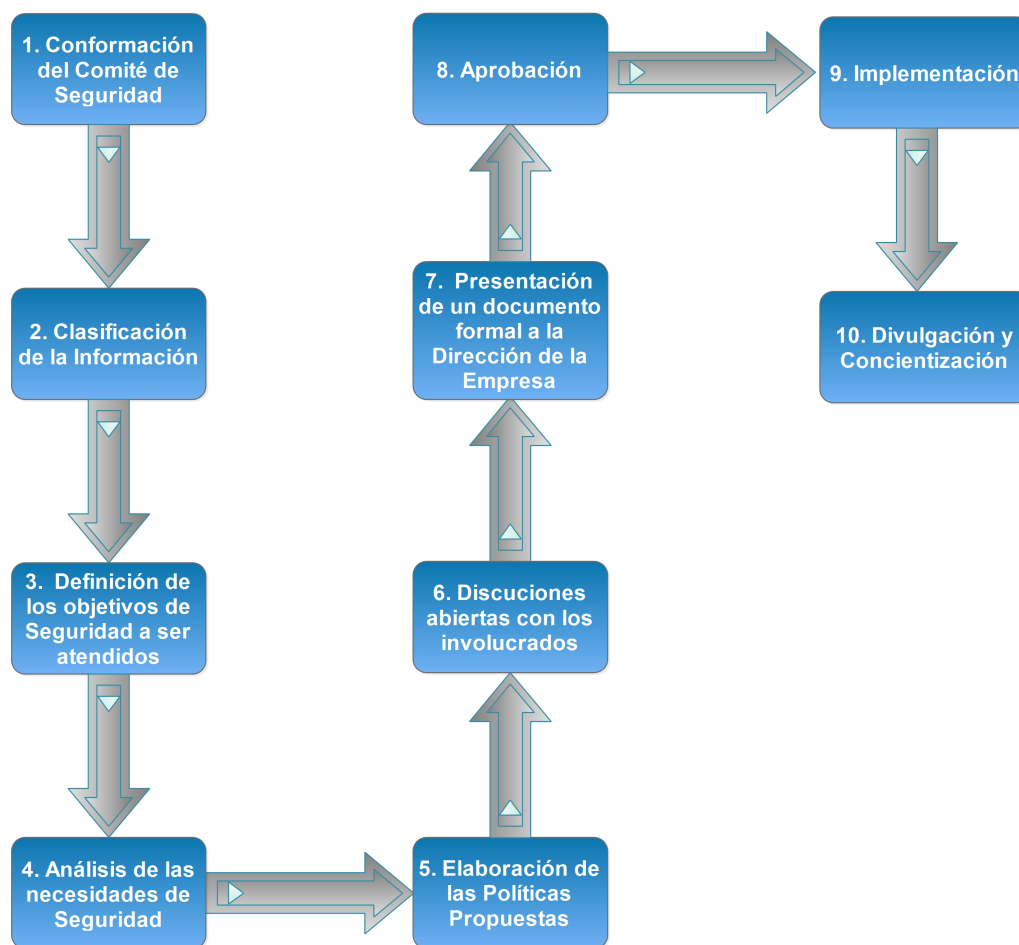 1. Conformación
del Comité de
Seguridad
2. Clasificación
de la Información
3. Definición de
los objetivos de
Seguridad a ser
atendidos
4. Análisis de las
necesidades de
Seguridad
5. Elaboración de
las Políticas
Propuestas
6. Discuciones
abiertas con los
involucrados
7. Presentación
de un documento
formal a la
Dirección de la
Empresa
8. Aprobación
9. Implementación
10. Divulgación y
Concientización